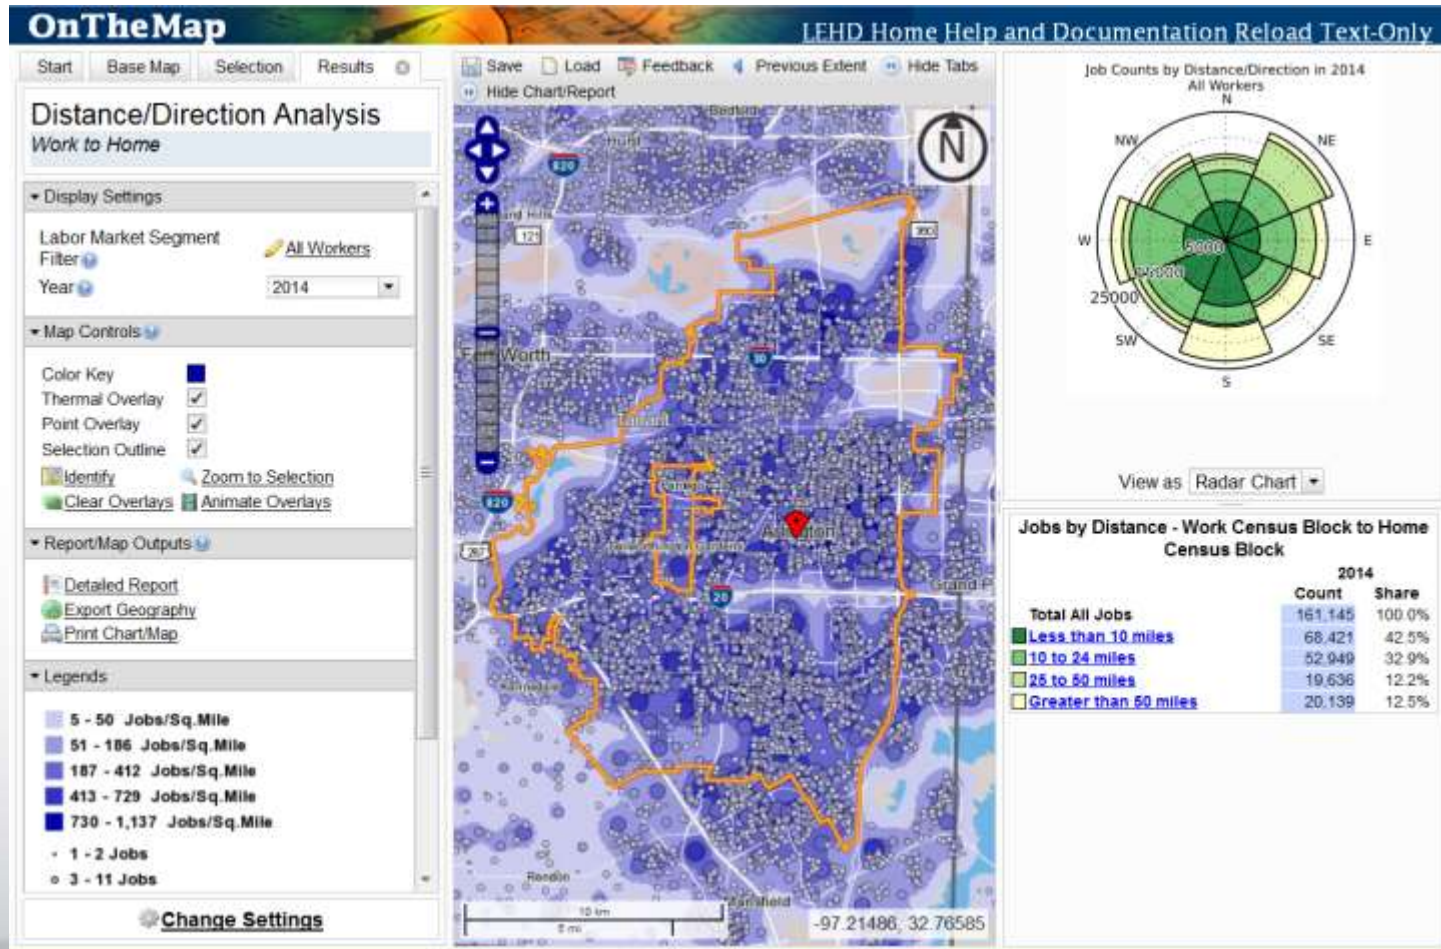 OnTheMap
LEHD Home Help and Documentation Reload Text-Only
Start Base Map Selection Results
Distance/Direction Analysis
Work to Home
Display Settings
Labor Market Segment
Filter
All Workers
Year
2014
Map Controls
Color Key
Thermal Overlay
Point Overlay
Selection Outline
Identify Zoom to Selection
Clear Overlays Animate Overlays
Report/Map Outputs
Detailed Report
Export Geography
Print Chart/Map
Legends
5 - 50 Jobs/Sq.Mile
51 - 186 Jobs/Sq.Mile
187 - 412 Jobs/Sq.Mile
413 - 729 Jobs/Sq.Mile
730 - 1,137 Jobs/Sq.Mile
1 - 2 Jobs
3 - 11 Jobs
Change Settings
Save Load Feedback Previous Extent Hide Tabs
Hide Chart/Report
Bedford
Hurst
820
N
121
360
30
Fort Worth
Tarrant
820
Arlington
287
20
Grand P
Kennedale
Rendon
Mansfield
10 km
5 mi
-97.21486, 32.76585
Job Counts by Distance/Direction in 2014
All Workers
N
NW
NE
W
E
5000
15000
25000
SW
SE
S
View as Radar Chart
Jobs by Distance - Work Census Block to Home
Census Block
2014
Count Share
Total All Jobs 161,145 100.0%
Less than 10 miles 68,421 42.5%
10 to 24 miles 52,949 32.9%
25 to 50 miles 19,636 12.2%
Greater than 50 miles 20,139 12.5%